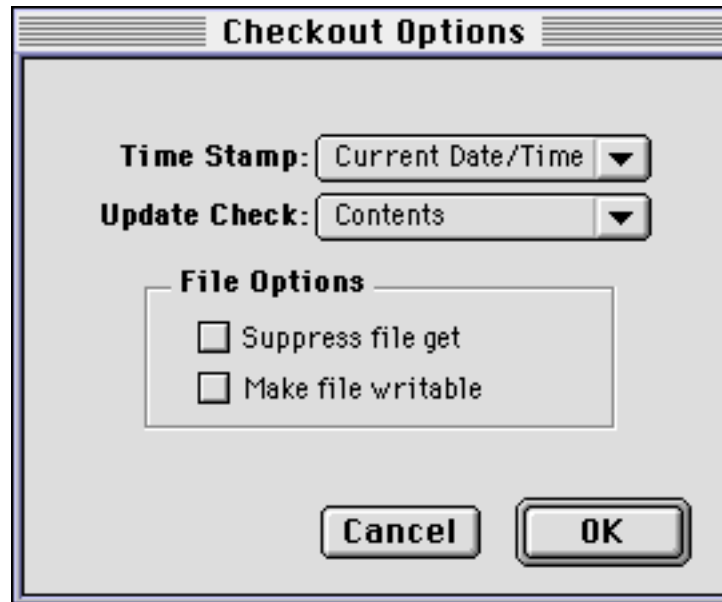 Checkout Options
Time Stamp: Current Date/Time
Update Check: Contents
File Options
Suppress file get
Make file writable
Cancel OK